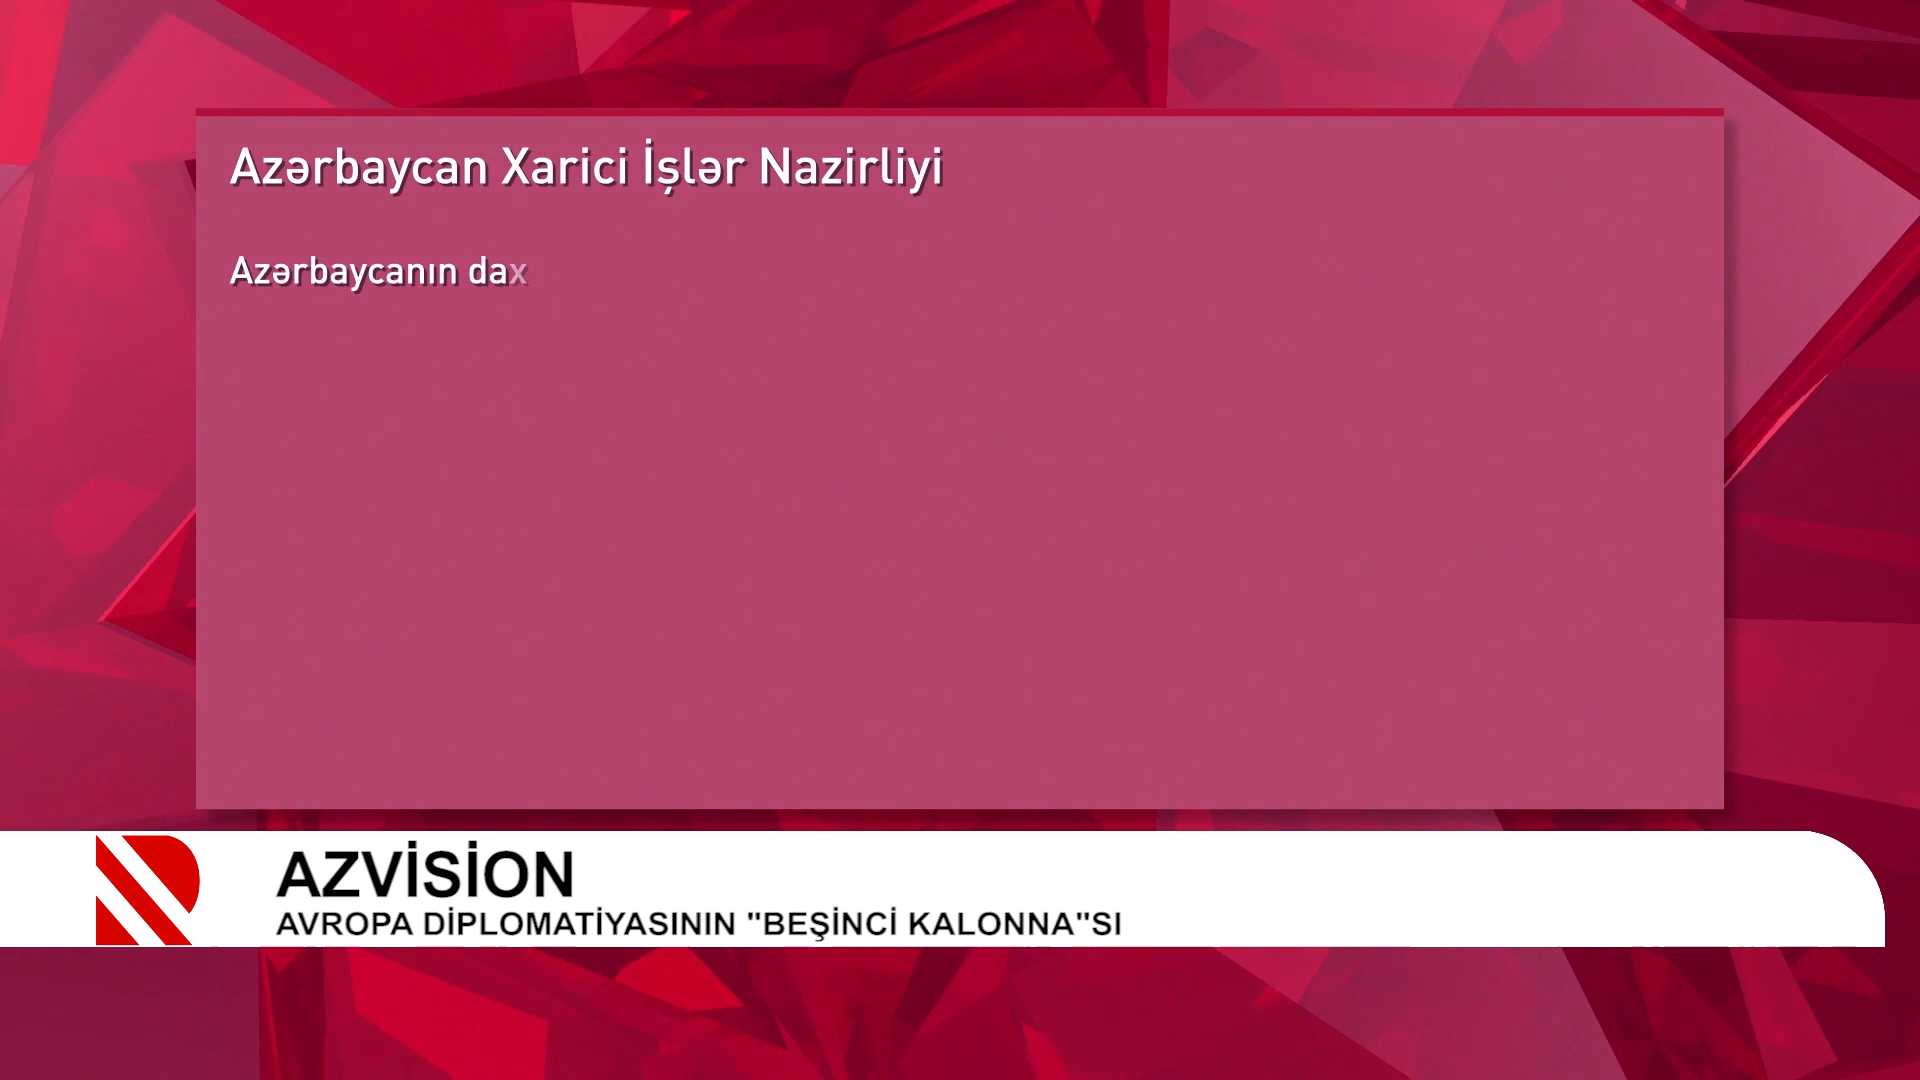 Azərbaycan Xarici İşlər Nazirliyi
Azərbaycanın dax
AZVİSİON
AVROPA DİPLOMATİYASININ "BEŞİNCİ KALONNA"SI